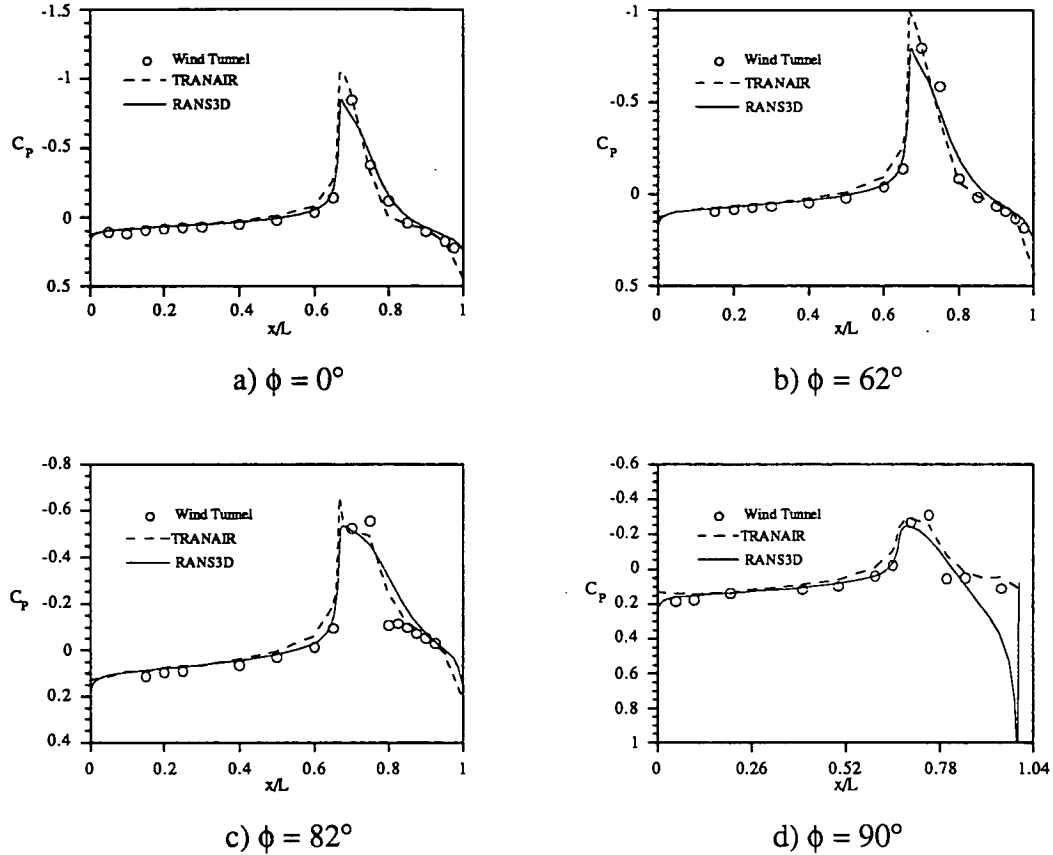 -1.5
-1
-0.5
0
0.5
C_P
Wind Tunnel
TRANAIR
RANS3D
0 0.2 0.4 0.6 0.8 1
x/L
a) ϕ = 0°
-1
-0.5
0
0.5
C_P
Wind Tunnel
TRANAIR
RANS3D
0 0.2 0.4 0.6 0.8 1
x/L
b) ϕ = 62°
-0.8
-0.6
-0.4
-0.2
0
0.2
0.4
C_P
Wind Tunnel
TRANAIR
RANS3D
0 0.2 0.4 0.6 0.8 1
x/L
c) ϕ = 82°
-0.6
-0.4
-0.2
0
0.2
0.4
0.6
0.8
1
C_P
Wind Tunnel
TRANAIR
RANS3D
0 0.26 0.52 0.78 1.04
x/L
d) ϕ = 90°